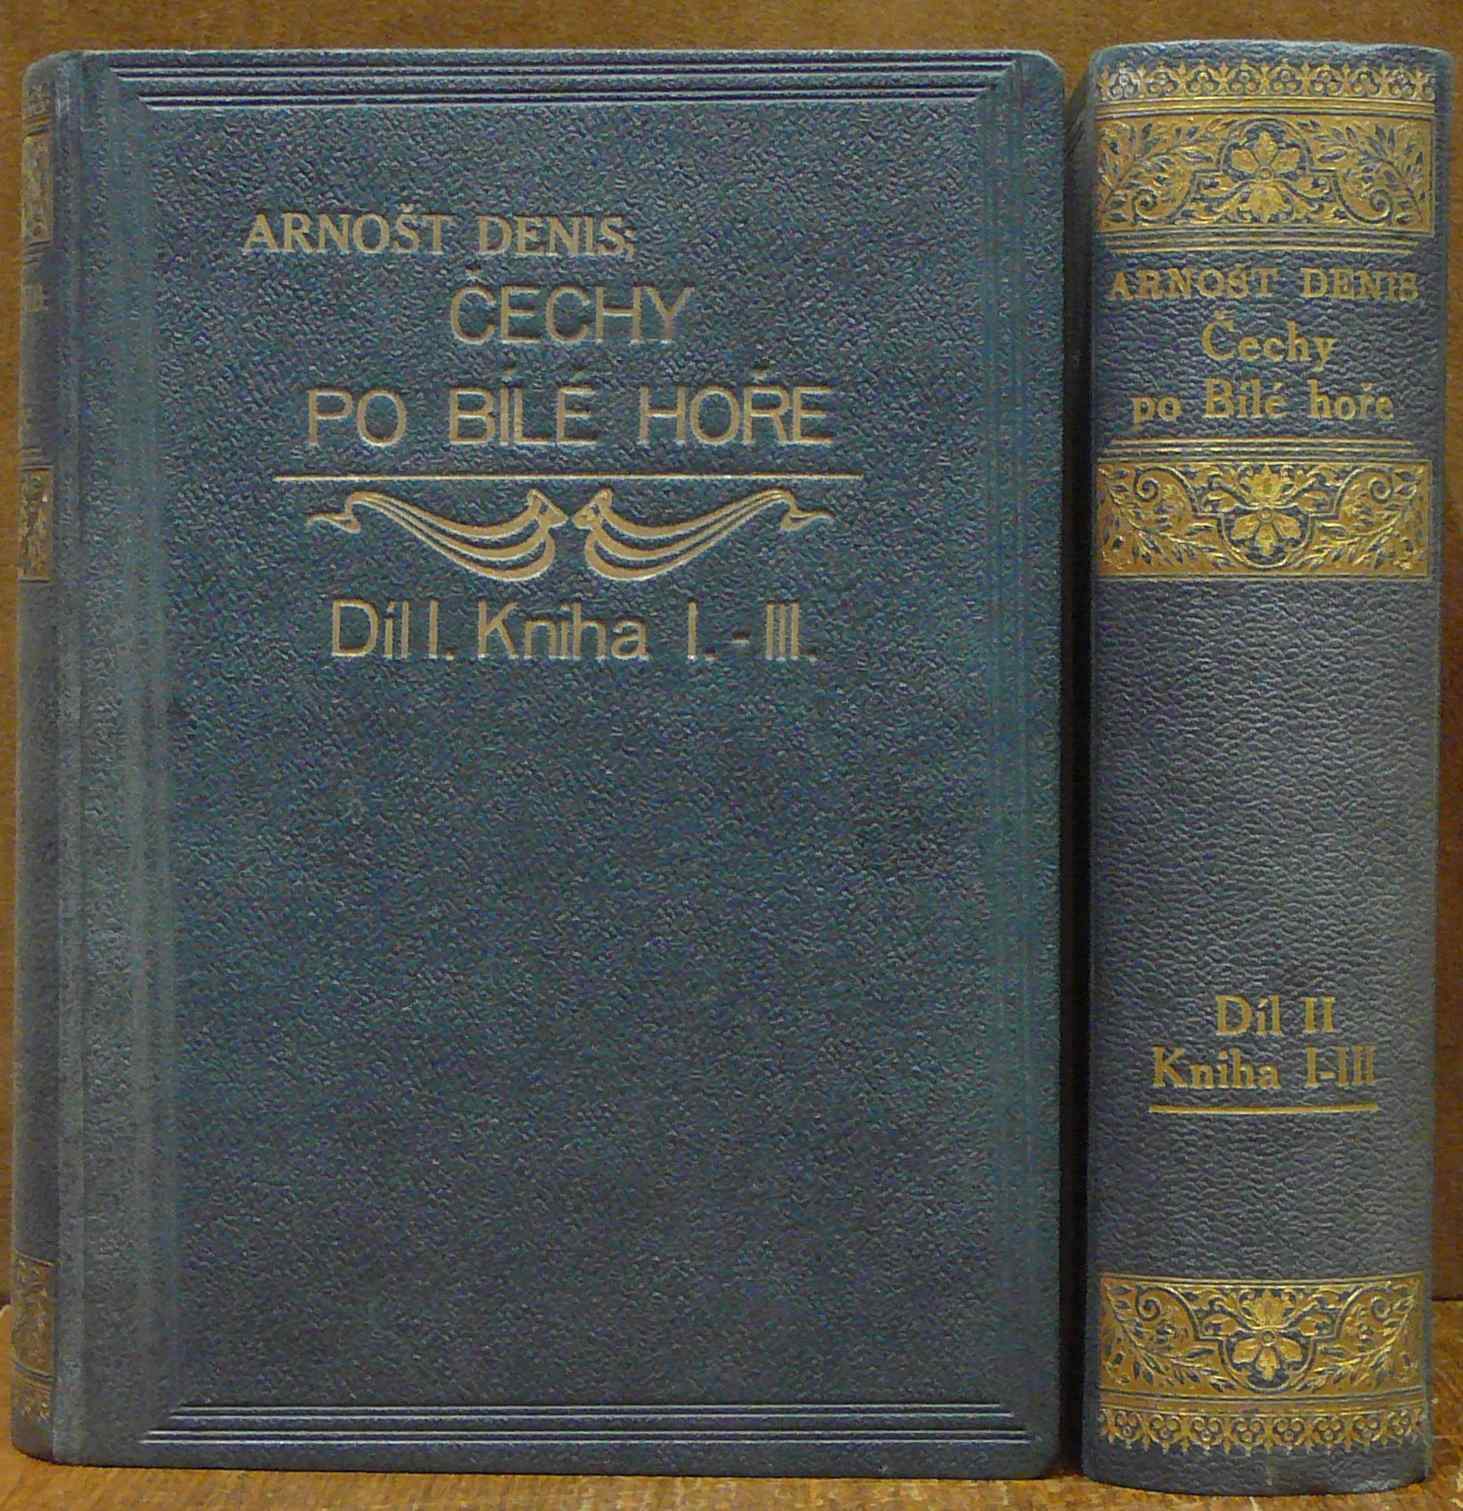 ARNOŠT DENIS;
ČECHY
PO BÍLÉ HOŘE
Díl I. Kniha I.-III.
ARNOŠT DENIS
Čechy
po Bílé hoře
Díl II
Kniha I-III